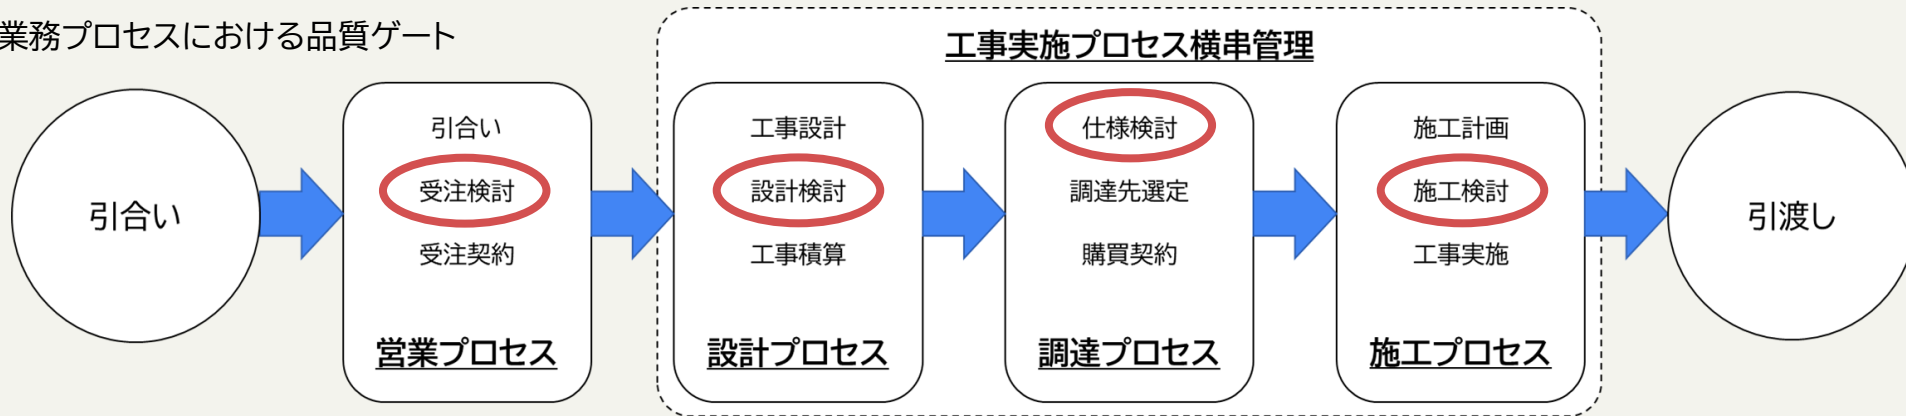 業務プロセスにおける品質ゲート
工事実施プロセス横串管理
引合い
引合い
受注検討
受注契約
営業プロセス
工事設計
設計検討
工事積算
設計プロセス
仕様検討
調達先選定
購買契約
調達プロセス
施工計画
施工検討
工事実施
施工プロセス
引渡し